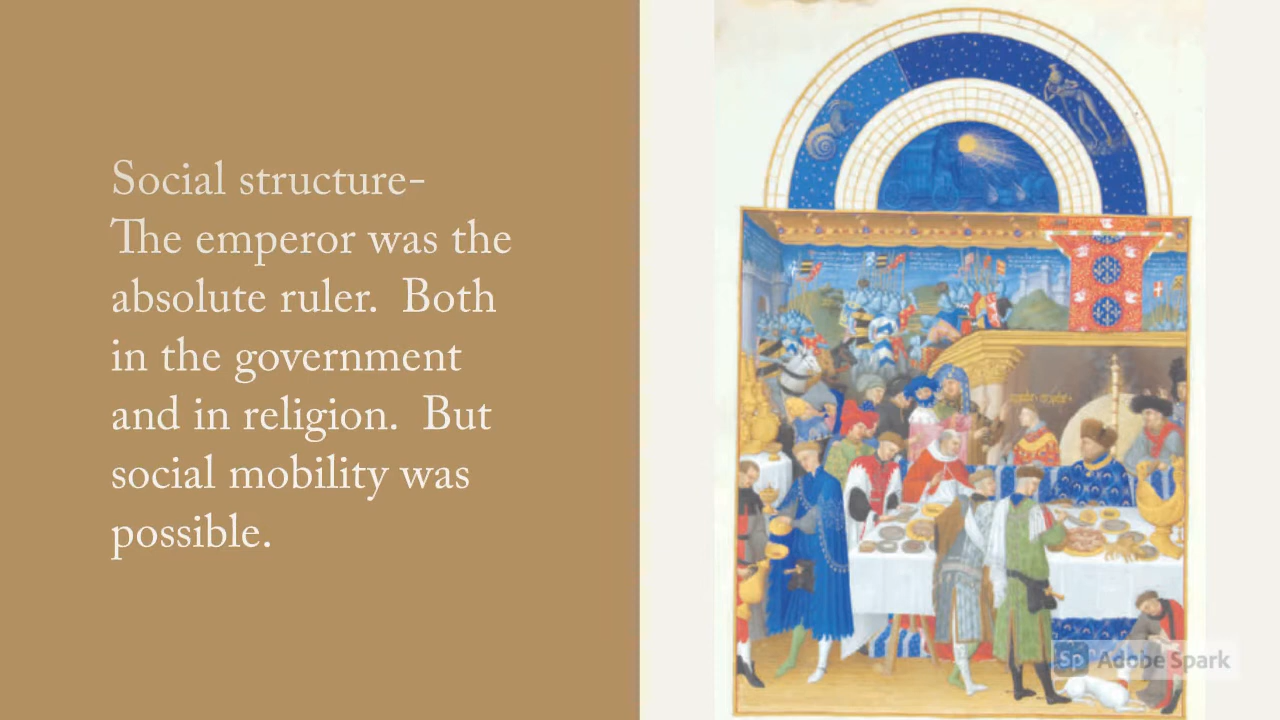 Social structure-
The emperor was the
absolute ruler.  Both
in the government
and in religion.  But
social mobility was
possible.
Sp Adobe Spark